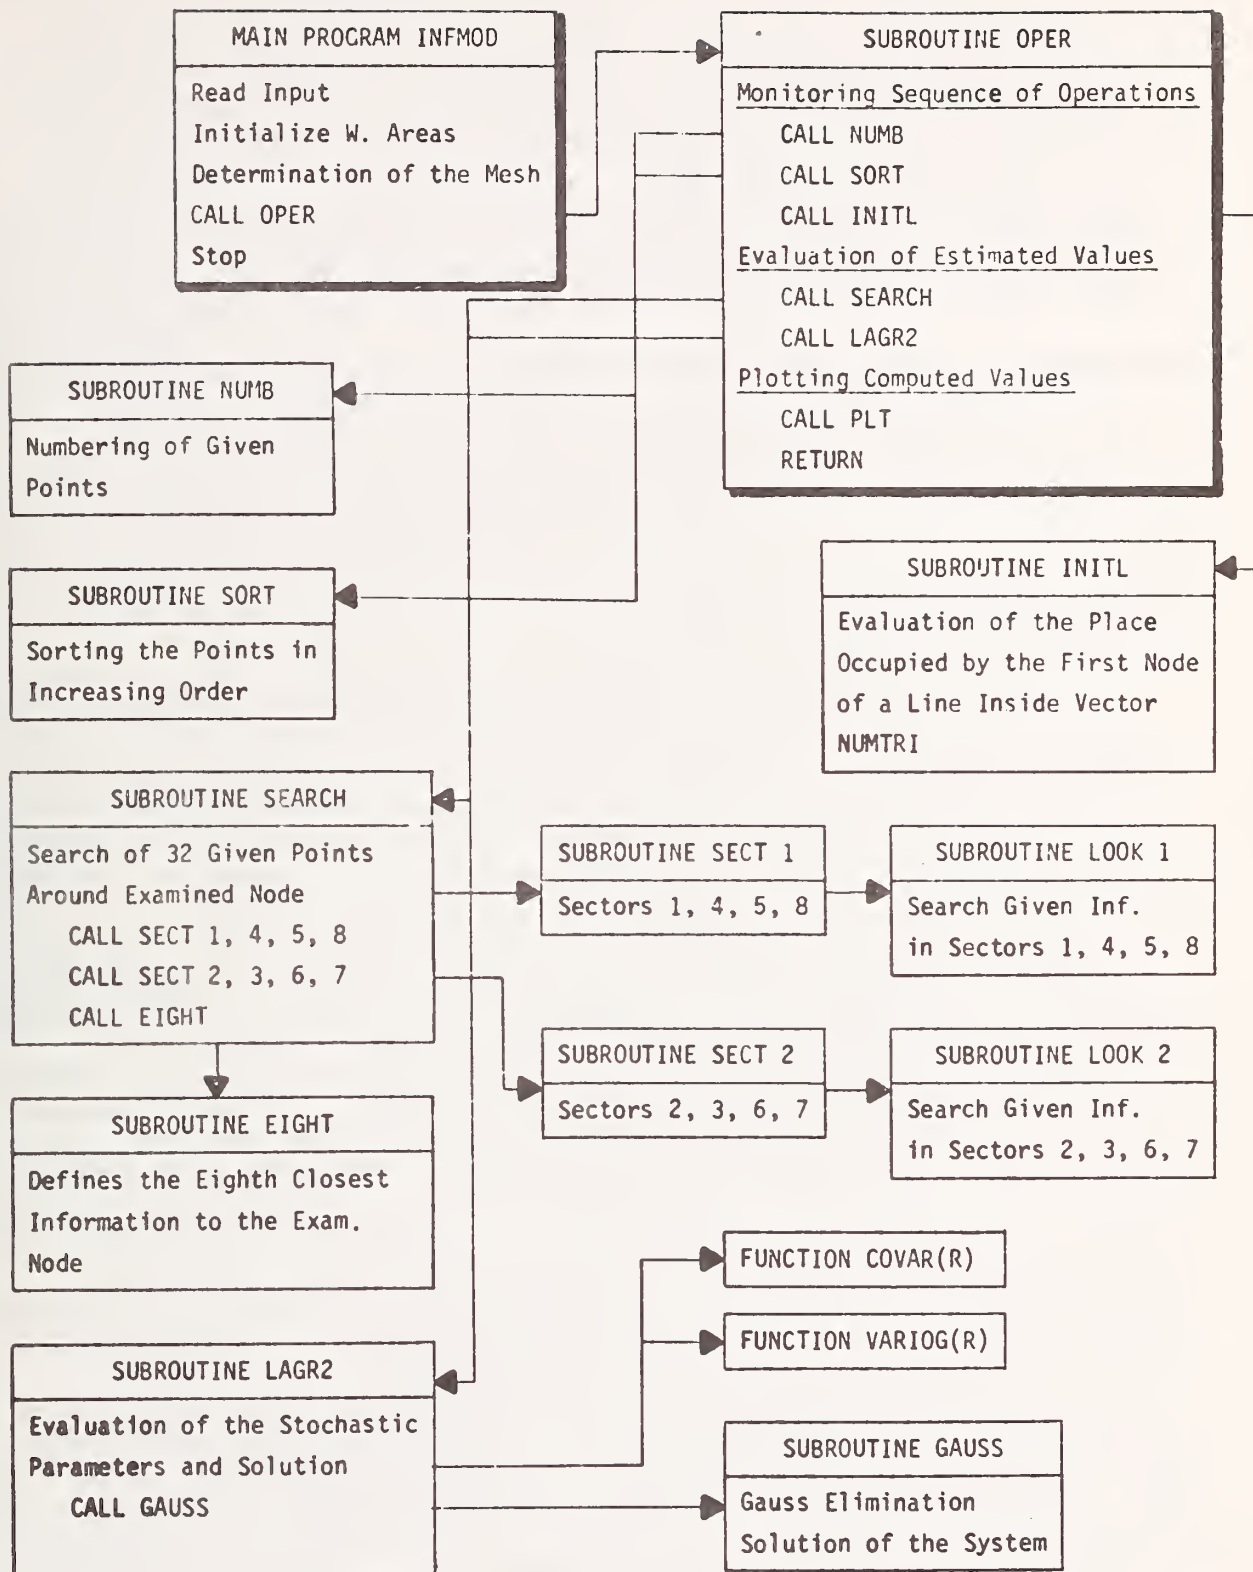 MAIN PROGRAM INFMOD
Read Input
Initialize W. Areas
Determination of the Mesh
CALL OPER
Stop
SUBROUTINE OPER
Monitoring Sequence of Operations
CALL NUMB
CALL SORT
CALL INITL
Evaluation of Estimated Values
CALL SEARCH
CALL LAGR2
Plotting Computed Values
CALL PLT
RETURN
SUBROUTINE NUMB
Numbering of Given
Points
SUBROUTINE SORT
Sorting the Points in
Increasing Order
SUBROUTINE INITL
Evaluation of the Place
Occupied by the First Node
of a Line Inside Vector
NUMTRI
SUBROUTINE SEARCH
Search of 32 Given Points
Around Examined Node
CALL SECT 1, 4, 5, 8
CALL SECT 2, 3, 6, 7
CALL EIGHT
SUBROUTINE SECT 1
Sectors 1, 4, 5, 8
SUBROUTINE LOOK 1
Search Given Inf.
in Sectors 1, 4, 5, 8
SUBROUTINE SECT 2
Sectors 2, 3, 6, 7
SUBROUTINE LOOK 2
Search Given Inf.
in Sectors 2, 3, 6, 7
SUBROUTINE EIGHT
Defines the Eighth Closest
Information to the Exam.
Node
FUNCTION COVAR(R)
FUNCTION VARIOG(R)
SUBROUTINE LAGR2
Evaluation of the Stochastic
Parameters and Solution
CALL GAUSS
SUBROUTINE GAUSS
Gauss Elimination
Solution of the System